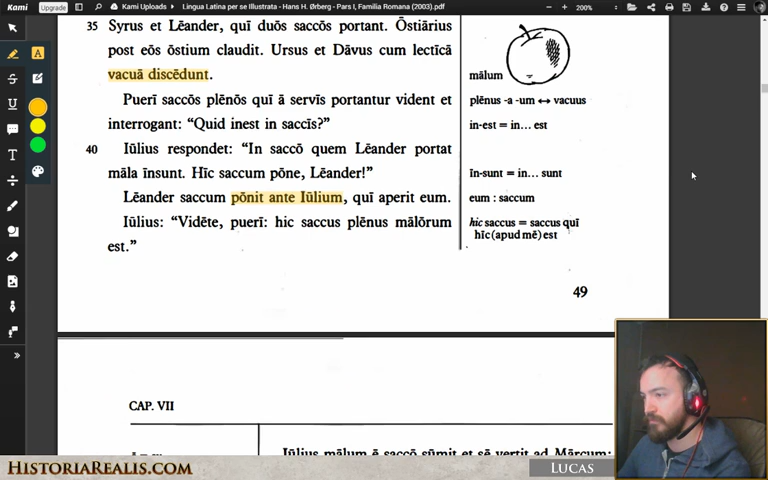 Kami
Upgrade
Kami Uploads > Lingua Latina per se Illustrata - Hans H. Ørberg - Pars I, Familia Romana (2003).pdf
200%
35 Syrus et Lēander, quī duōs saccōs portant. Ōstiārius
post eōs ōstium claudit. Ursus et Dāvus cum lectīcā
vacuā discēdunt.
Puerī saccōs plēnōs quī ā servīs portantur vident et
interrogant: “Quid inest in saccīs?”
40 Iūlius respondet: “In saccō quem Lēander portat
māla īnsunt. Hīc saccum pōne, Lēander!”
Lēander saccum pōnit ante Iūlium, quī aperit eum.
Iūlius: “Vidēte, puerī: hic saccus plēnus mālōrum
est.”
mālum
plēnus -a -um ↔ vacuus
in-est = in... est
īn-sunt = in... sunt
eum : saccum
hic saccus = saccus quī
hīc (apud mē) est
49
CAP. VII
Iūlius mālum ē saccō sūmit et sē vertit ad Mārcum:
HISTORIAREALIS.COM
LUCAS